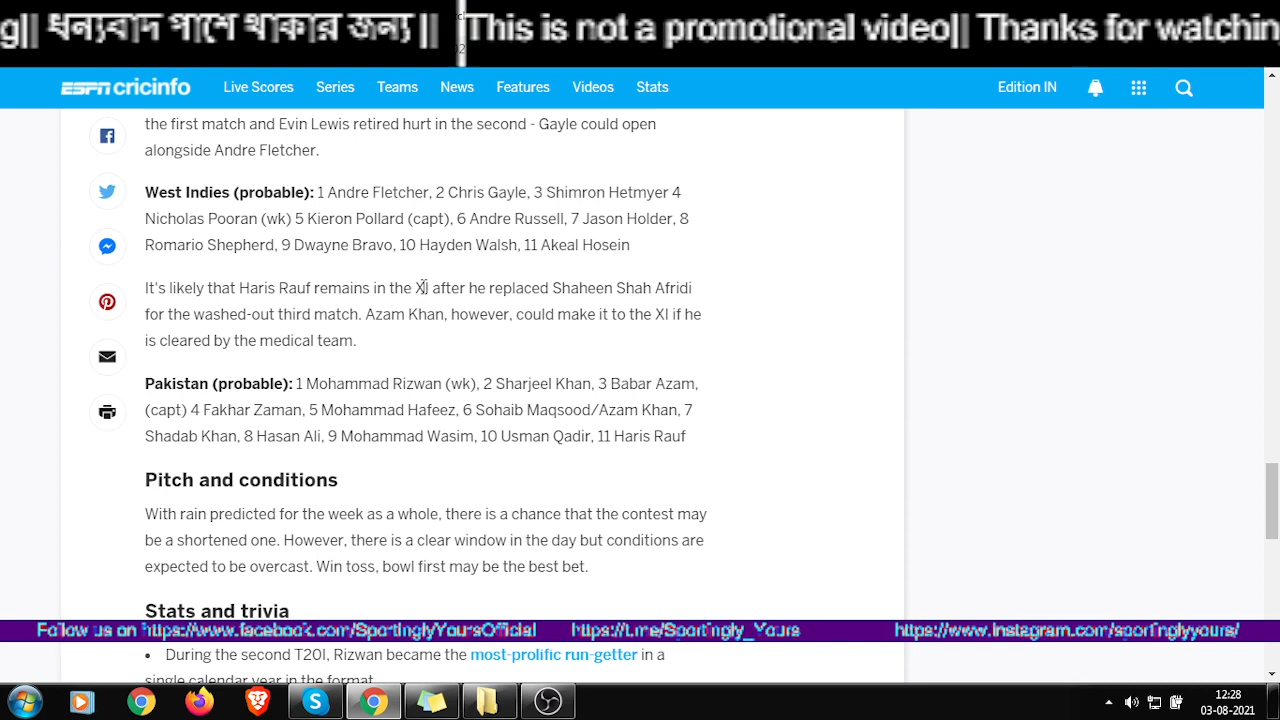 g|| ধন্যবাদ পাশে থাকার জন্য || This is not a promotional video|| Thanks for watchin
ESPN cricinfo Live Scores Series Teams News Features Videos Stats Edition IN
the first match and Evin Lewis retired hurt in the second - Gayle could open
alongside Andre Fletcher.
West Indies (probable): 1 Andre Fletcher, 2 Chris Gayle, 3 Shimron Hetmyer 4
Nicholas Pooran (wk) 5 Kieron Pollard (capt), 6 Andre Russell, 7 Jason Holder, 8
Romario Shepherd, 9 Dwayne Bravo, 10 Hayden Walsh, 11 Akeal Hosein
It's likely that Haris Rauf remains in the XI after he replaced Shaheen Shah Afridi
for the washed-out third match. Azam Khan, however, could make it to the XI if he
is cleared by the medical team.
Pakistan (probable): 1 Mohammad Rizwan (wk), 2 Sharjeel Khan, 3 Babar Azam,
(capt) 4 Fakhar Zaman, 5 Mohammad Hafeez, 6 Sohaib Maqsood/Azam Khan, 7
Shadab Khan, 8 Hasan Ali, 9 Mohammad Wasim, 10 Usman Qadir, 11 Haris Rauf
Pitch and conditions
With rain predicted for the week as a whole, there is a chance that the contest may
be a shortened one. However, there is a clear window in the day but conditions are
expected to be overcast. Win toss, bowl first may be the best bet.
Stats and trivia
Follow us on https://www.facebook.com/SportinglyYoursOfficial https://t.me/Sportingly_Yours https://www.instagram.com/sportinglyyours/
• During the second T20I, Rizwan became the most-prolific run-getter in a
single calendar year in the format
12:28
03-08-2021